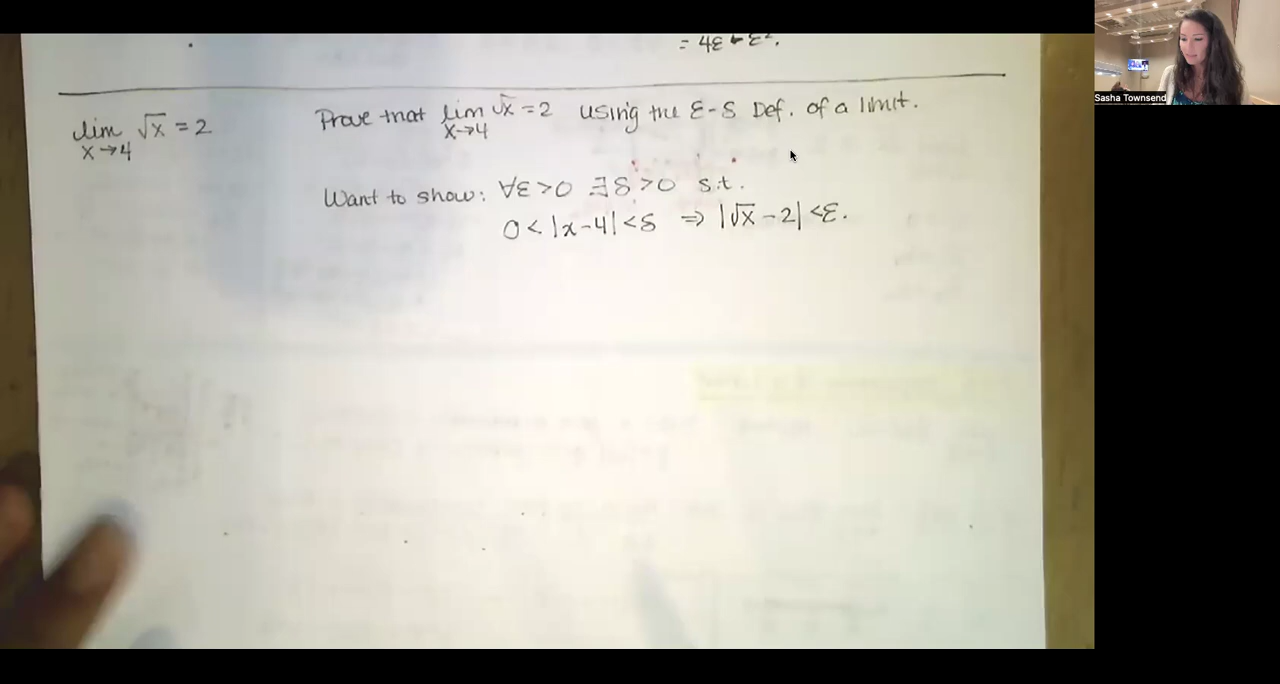 = 4ε - ε².
lim √x = 2
x→4
Prove that lim √x = 2 using the ε-δ Def. of a limit.
x→4
Want to show: ∀ε >0 ∃δ >0 s.t.
0 < |x-4| < δ ⇒ |√x - 2| < ε.
Sasha Townsend